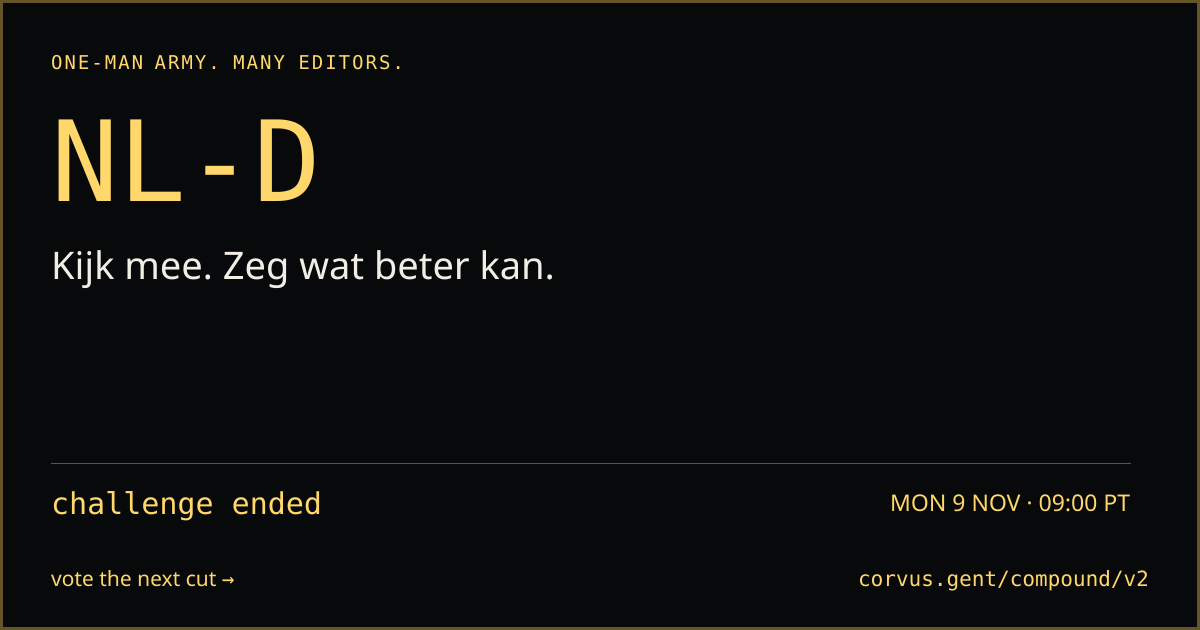 ONE-MAN ARMY. MANY EDITORS.
NL-D
Kijk mee. Zeg wat beter kan.
challenge ended
MON 9 NOV · 09:00 PT
vote the next cut →
corvus.gent/compound/v2